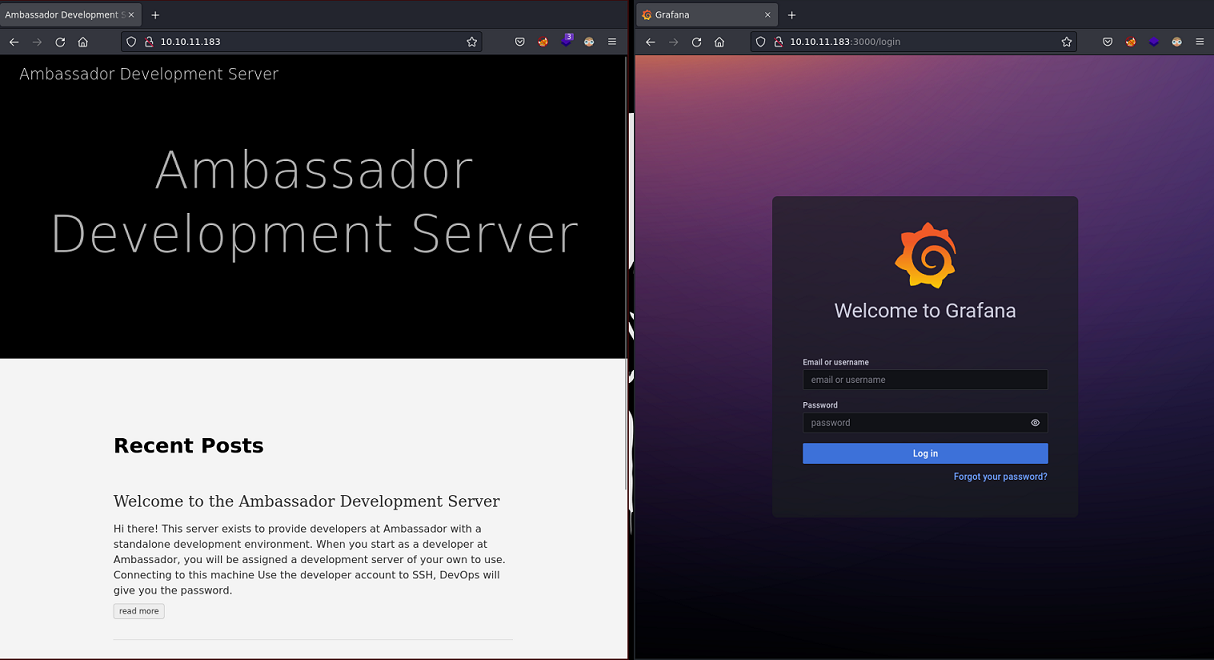 Ambassador Development S
10.10.11.183
3
Ambassador Development Server
Ambassador
Development Server
Recent Posts
Welcome to the Ambassador Development Server
Hi there! This server exists to provide developers at Ambassador with a
standalone development environment. When you start as a developer at
Ambassador, you will be assigned a development server of your own to use.
Connecting to this machine Use the developer account to SSH, DevOps will
give you the password.
read more
Grafana
10.10.11.183:3000/login
Welcome to Grafana
Email or username
email or username
Password
password
Log in
Forgot your password?